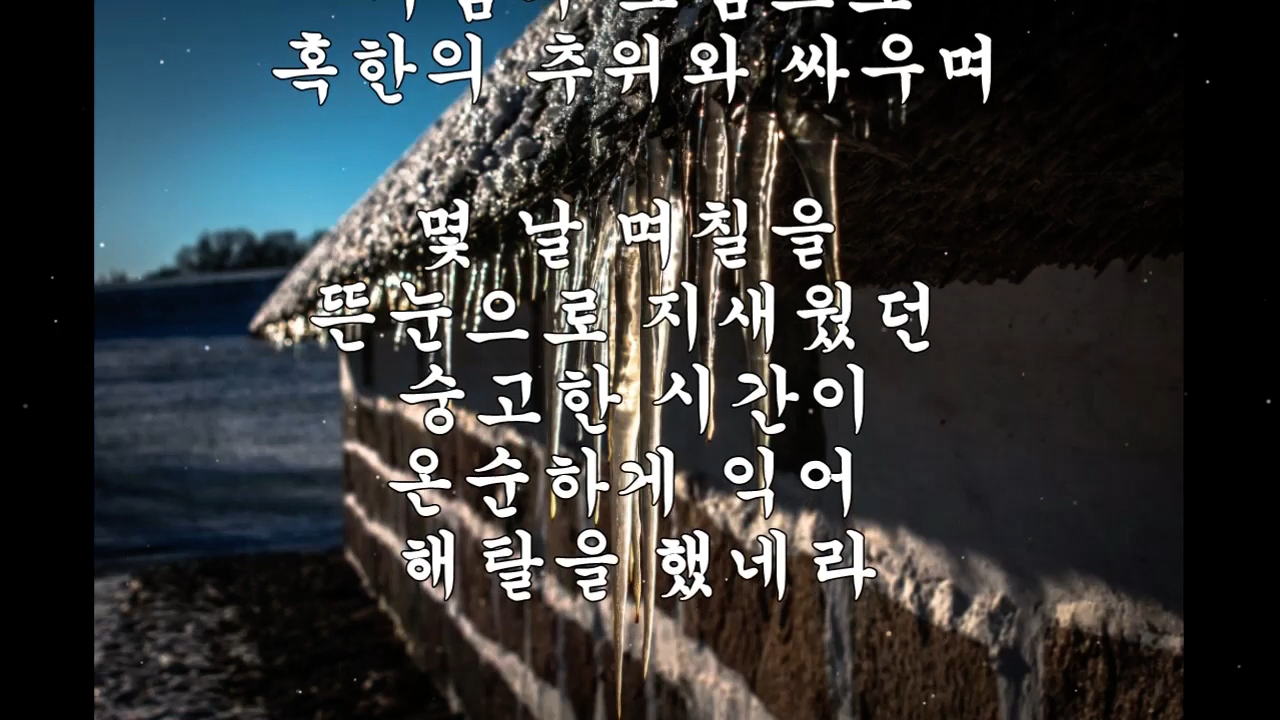 혹한의 추위와 싸우며
몇 날 며칠을
뜬눈으로 지새웠던
숭고한 시간이
온순하게 익어
해탈을 했네라